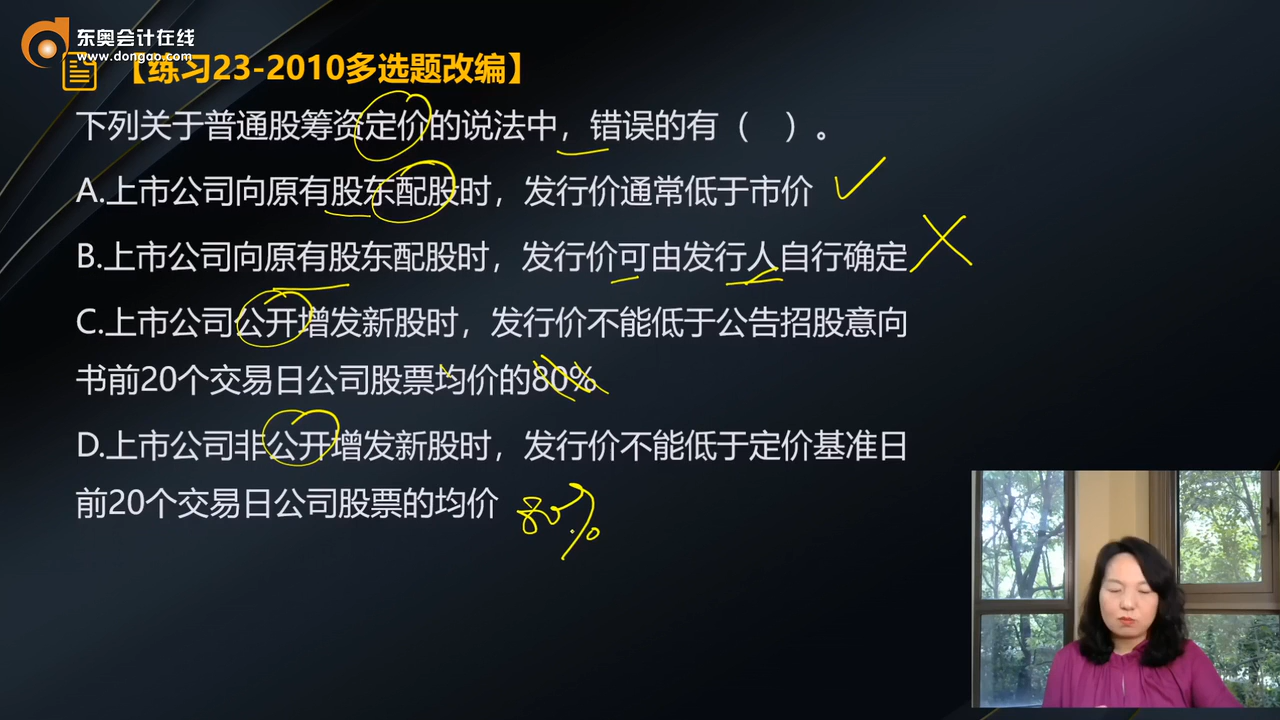 东奥会计在线
www.dongao.com
【练习23-2010多选题改编】
下列关于普通股筹资定价的说法中，错误的有（ ）。
A.上市公司向原有股东配股时，发行价通常低于市价
B.上市公司向原有股东配股时，发行价可由发行人自行确定
C.上市公司公开增发新股时，发行价不能低于公告招股意向
书前20个交易日公司股票均价的80%
D.上市公司非公开增发新股时，发行价不能低于定价基准日
前20个交易日公司股票的均价
80%